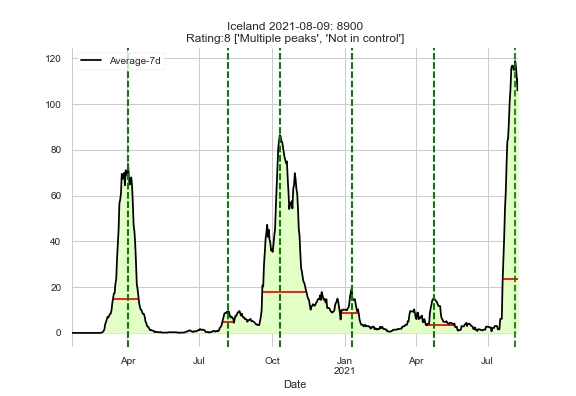 Iceland 2021-08-09: 8900
Rating:8 ['Multiple peaks', 'Not in control']
Average-7d
120
100
80
60
40
20
0
Apr Jul Oct Jan Apr Jul
2021
Date